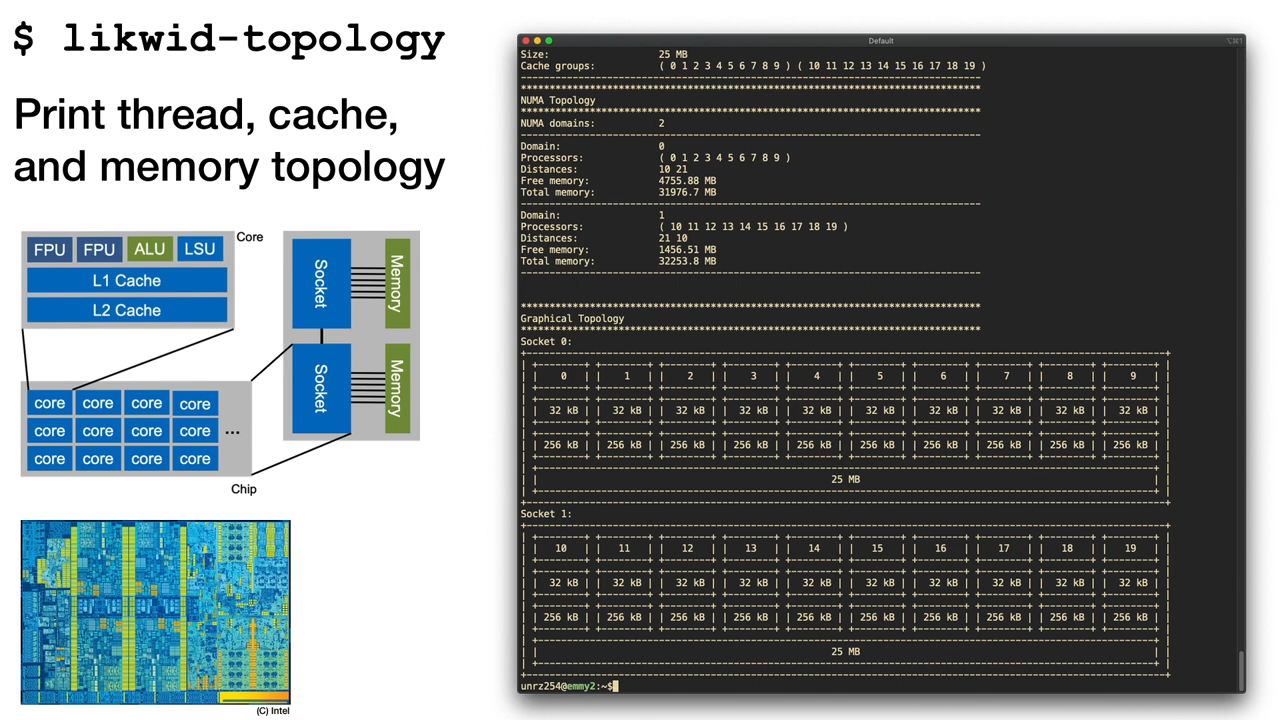 $ likwid-topology
Print thread, cache,
and memory topology
FPU FPU ALU LSU Core
L1 Cache
L2 Cache
Socket Memory
Socket Memory
core core core core
core core core core ...
core core core core
Chip
(C) Intel
Default ⌥⌘1
Size: 25 MB
Cache groups: ( 0 1 2 3 4 5 6 7 8 9 ) ( 10 11 12 13 14 15 16 17 18 19 )
--------------------------------------------------------------------------------
********************************************************************************
NUMA Topology
********************************************************************************
NUMA domains: 2
--------------------------------------------------------------------------------
Domain: 0
Processors: ( 0 1 2 3 4 5 6 7 8 9 )
Distances: 10 21
Free memory: 4755.88 MB
Total memory: 31976.7 MB
--------------------------------------------------------------------------------
Domain: 1
Processors: ( 10 11 12 13 14 15 16 17 18 19 )
Distances: 21 10
Free memory: 1456.51 MB
Total memory: 32253.8 MB
--------------------------------------------------------------------------------
********************************************************************************
Graphical Topology
********************************************************************************
Socket 0:
0 1 2 3 4 5 6 7 8 9
32 kB 32 kB 32 kB 32 kB 32 kB 32 kB 32 kB 32 kB 32 kB 32 kB
256 kB 256 kB 256 kB 256 kB 256 kB 256 kB 256 kB 256 kB 256 kB 256 kB
25 MB
Socket 1:
10 11 12 13 14 15 16 17 18 19
32 kB 32 kB 32 kB 32 kB 32 kB 32 kB 32 kB 32 kB 32 kB 32 kB
256 kB 256 kB 256 kB 256 kB 256 kB 256 kB 256 kB 256 kB 256 kB 256 kB
25 MB
unrz254@emmy2:~$